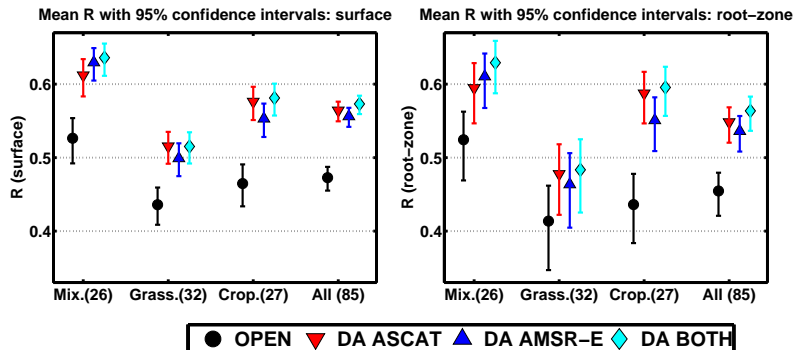 Mean R with 95% confidence intervals: surface
R (surface)
0.6
0.5
0.4
Mix.(26) Grass.(32) Crop.(27) All (85)
Mean R with 95% confidence intervals: root−zone
R (root−zone)
0.6
0.5
0.4
Mix.(26) Grass.(32) Crop.(27) All (85)
OPEN DA ASCAT DA AMSR−E DA BOTH